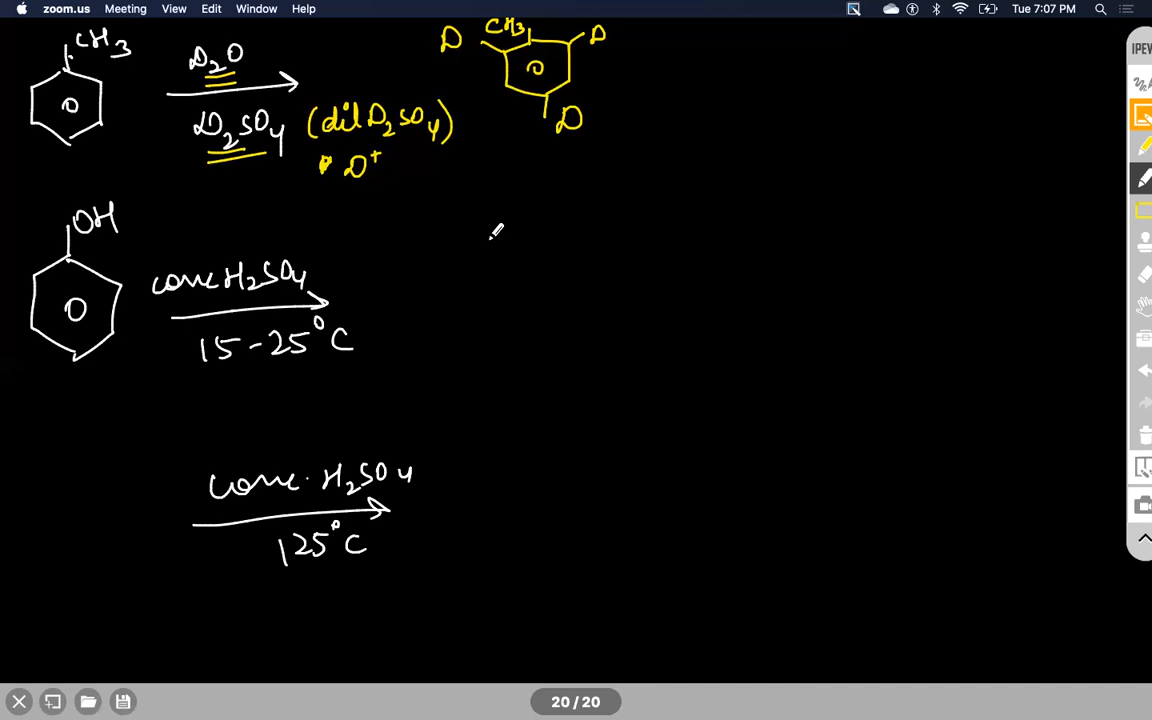 zoom.us Meeting View Edit Window Help Tue 7:07 PM
IPEV
CH3
D2O
D2SO4 (dil D2SO4)
D+
D CH3 D
D
OH
conc H2SO4
15-25°C
conc. H2SO4
125°C
20 / 20